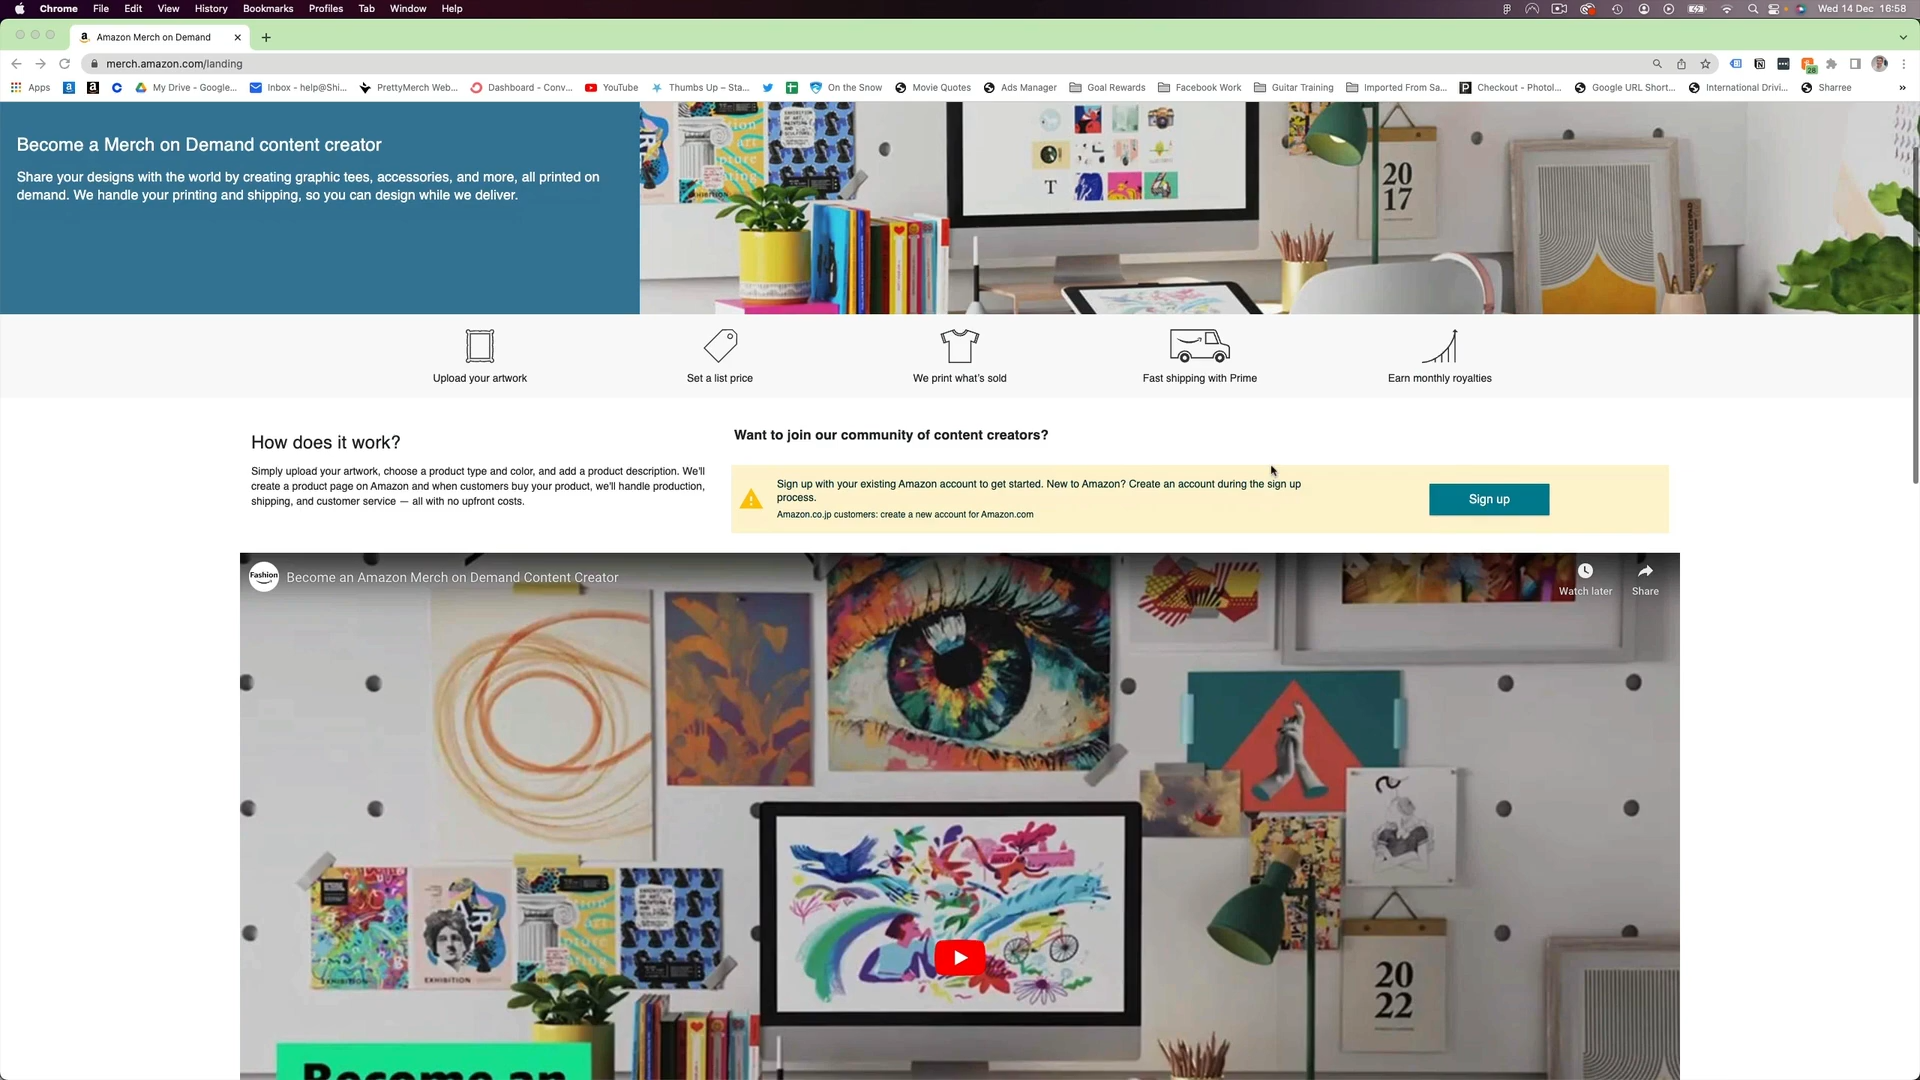 Chrome File Edit View History Bookmarks Profiles Tab Window Help
Wed 14 Dec 16:58
Amazon Merch on Demand
merch.amazon.com/landing
28
Apps
My Drive - Google...
Inbox - help@Shi...
PrettyMerch Web...
Dashboard - Conv...
YouTube
Thumbs Up – Sta...
On the Snow
Movie Quotes
Ads Manager
Goal Rewards
Facebook Work
Guitar Training
Imported From Sa...
Checkout - Photol...
Google URL Short...
International Drivi...
Sharree
Become a Merch on Demand content creator
Share your designs with the world by creating graphic tees, accessories, and more, all printed on
demand. We handle your printing and shipping, so you can design while we deliver.
T
20
17
Upload your artwork
Set a list price
We print what's sold
Fast shipping with Prime
Earn monthly royalties
How does it work?
Simply upload your artwork, choose a product type and color, and add a product description. We'll
create a product page on Amazon and when customers buy your product, we'll handle production,
shipping, and customer service — all with no upfront costs.
Want to join our community of content creators?
Sign up with your existing Amazon account to get started. New to Amazon? Create an account during the sign up
process.
Amazon.co.jp customers: create a new account for Amazon.com
Sign up
Fashion
Become an Amazon Merch on Demand Content Creator
Watch later
Share
EXHIBITION
20
22
Become an